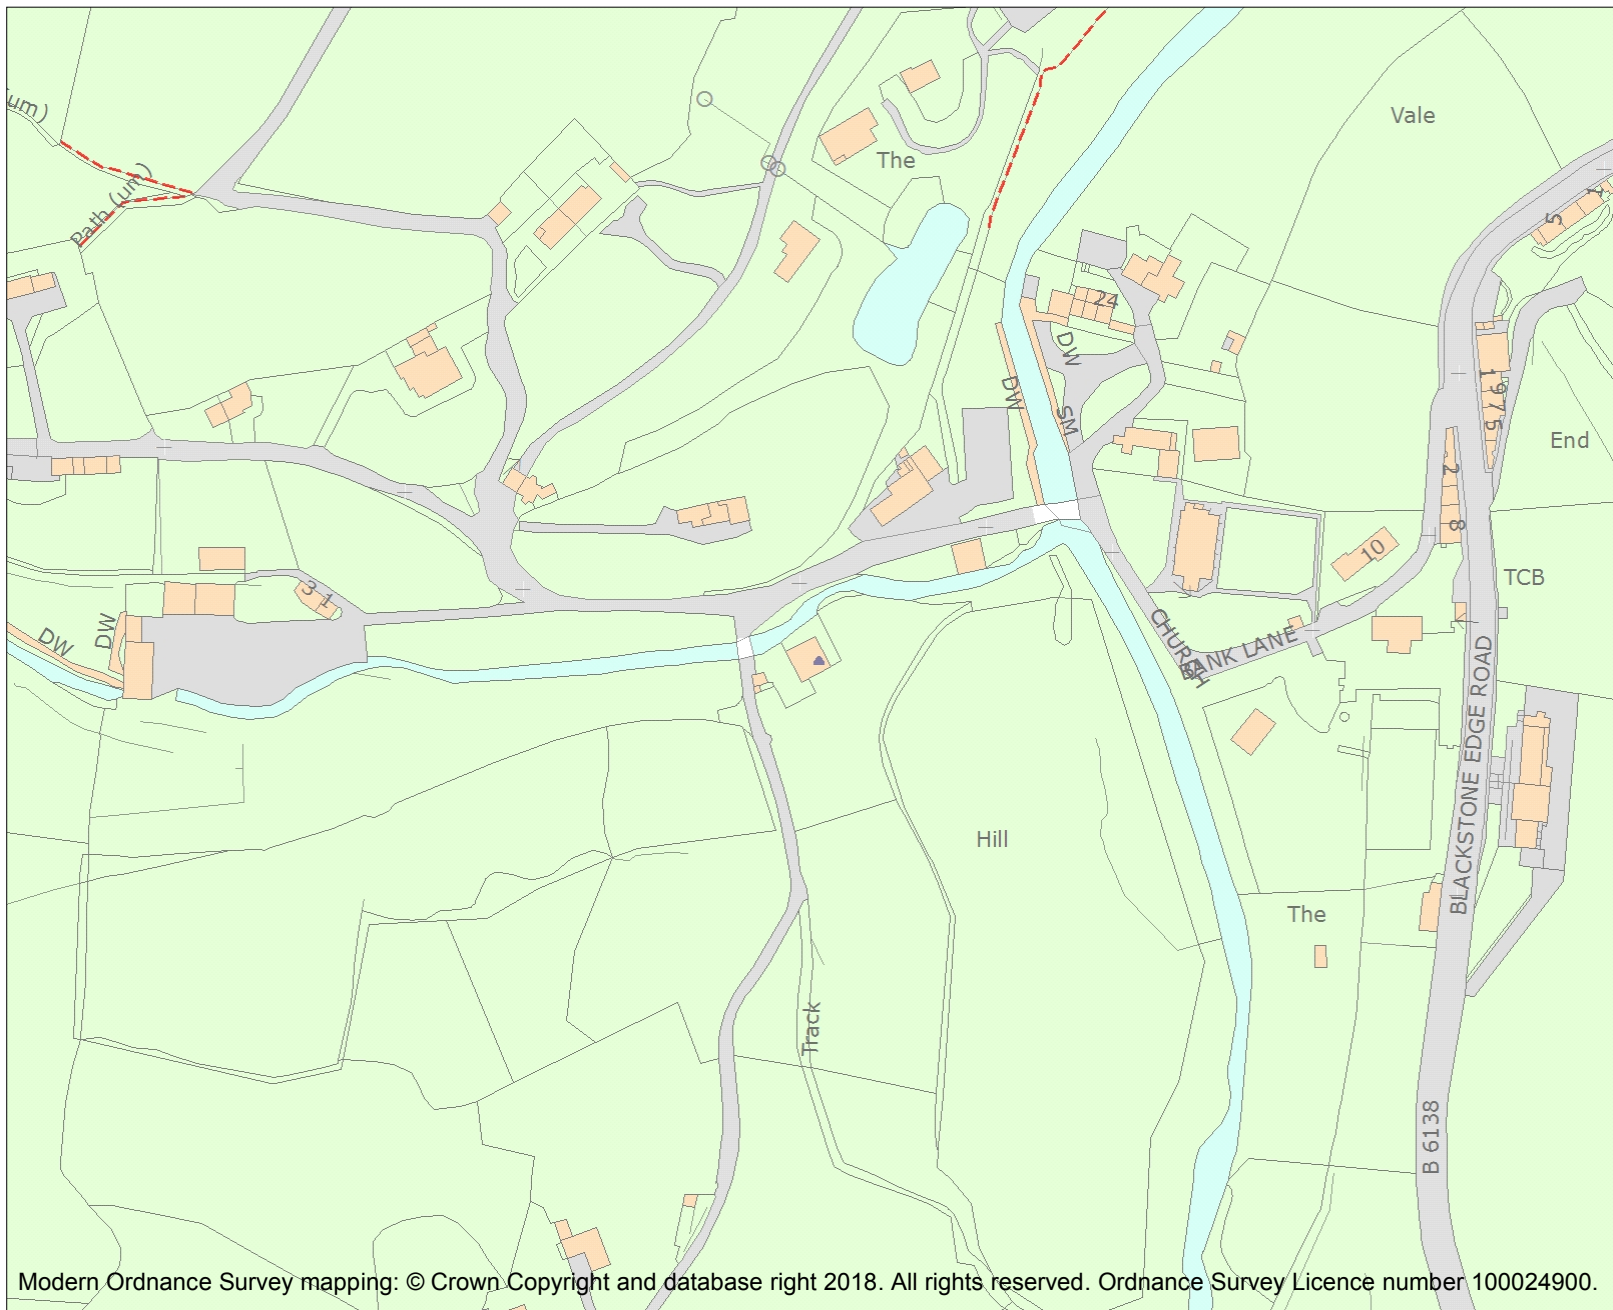 Vale
(um)
The
Path (um)
5
24
DW
DW
SM
1 9 7 5
End
2
8
10
TCB
3 1
DW
DW
CHURCH
BANK LANE
BLACKSTONE EDGE ROAD
Hill
The
Track
B 6138
Modern Ordnance Survey mapping: © Crown Copyright and database right 2018. All rights reserved. Ordnance Survey Licence number 100024900.